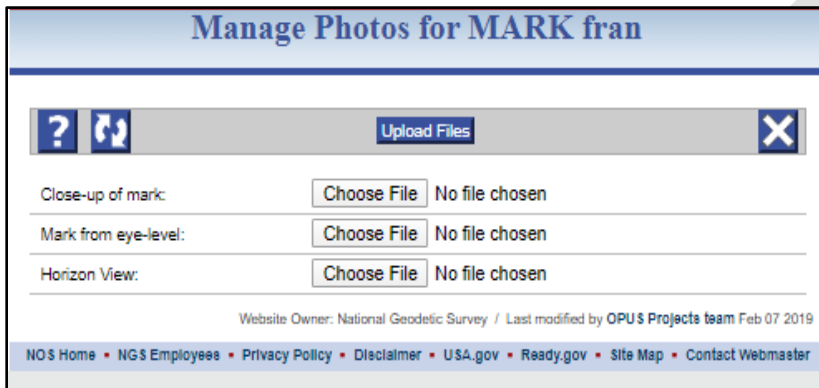 Manage Photos for MARK fran
? Upload Files X
Close-up of mark: Choose File No file chosen
Mark from eye-level: Choose File No file chosen
Horizon View: Choose File No file chosen
Website Owner: National Geodetic Survey / Last modified by OPUS Projects team Feb 07 2019
NOS Home ▪ NGS Employees ▪ Privacy Policy ▪ Disclaimer ▪ USA.gov ▪ Ready.gov ▪ Site Map ▪ Contact Webmaster